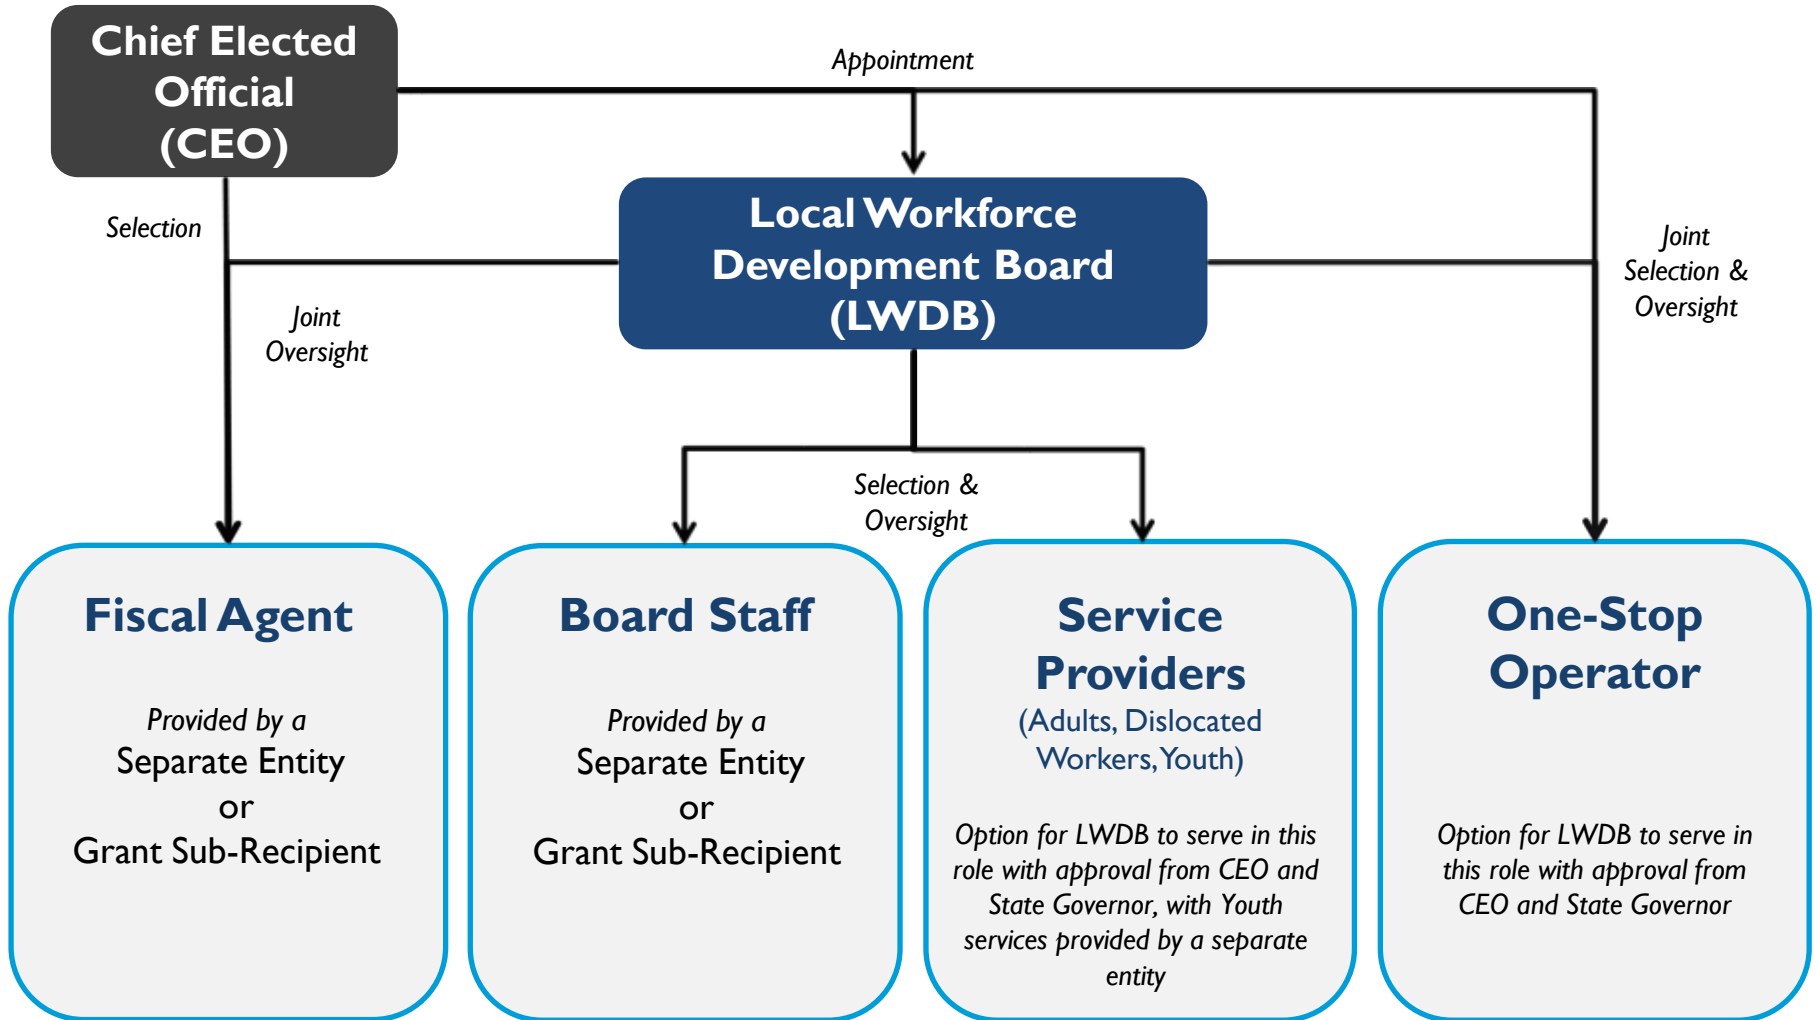 Chief Elected
Official
(CEO)
Appointment
Selection
Local Workforce
Development Board
(LWDB)
Joint
Selection &
Oversight
Joint
Oversight
Selection &
Oversight
Fiscal Agent
Provided by a
Separate Entity
or
Grant Sub-Recipient
Board Staff
Provided by a
Separate Entity
or
Grant Sub-Recipient
Service
Providers
(Adults, Dislocated
Workers, Youth)
Option for LWDB to serve in this
role with approval from CEO and
State Governor, with Youth
services provided by a separate
entity
One-Stop
Operator
Option for LWDB to serve in
this role with approval from
CEO and State Governor